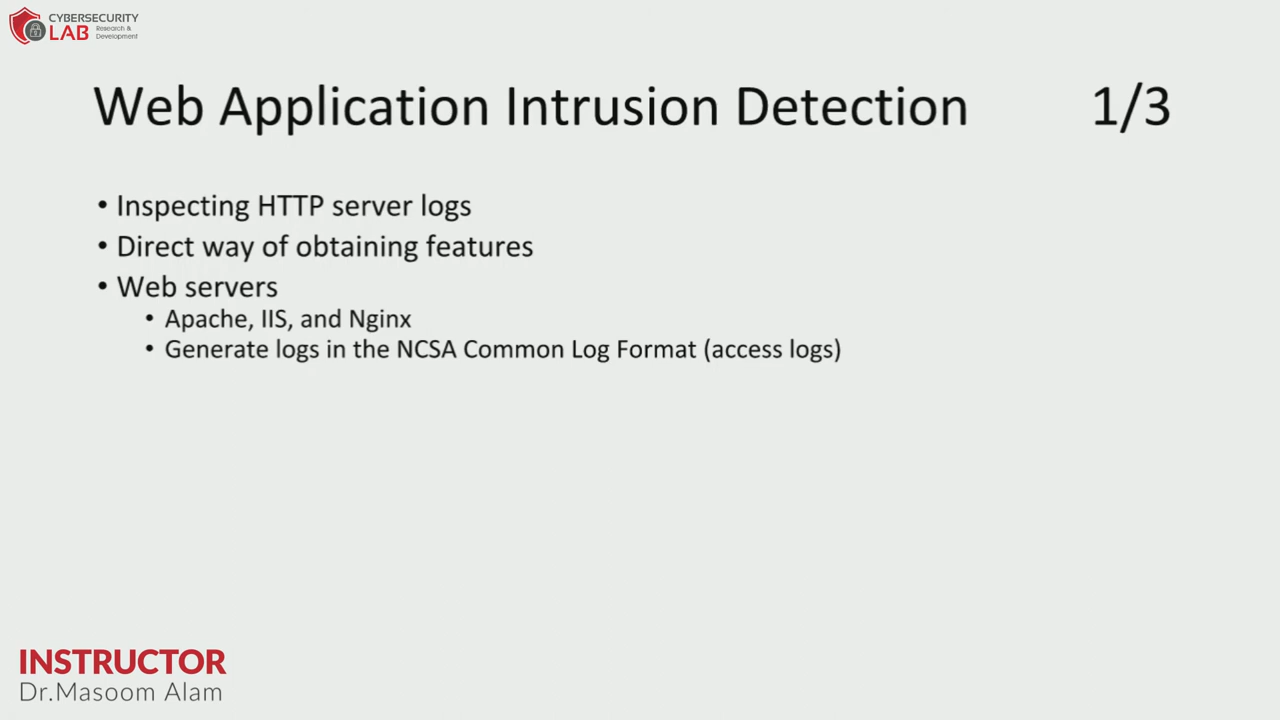 CYBERSECURITY
LAB Research &
Development
Web Application Intrusion Detection 1/3
• Inspecting HTTP server logs
• Direct way of obtaining features
• Web servers
• Apache, IIS, and Nginx
• Generate logs in the NCSA Common Log Format (access logs)
INSTRUCTOR
Dr.Masoom Alam